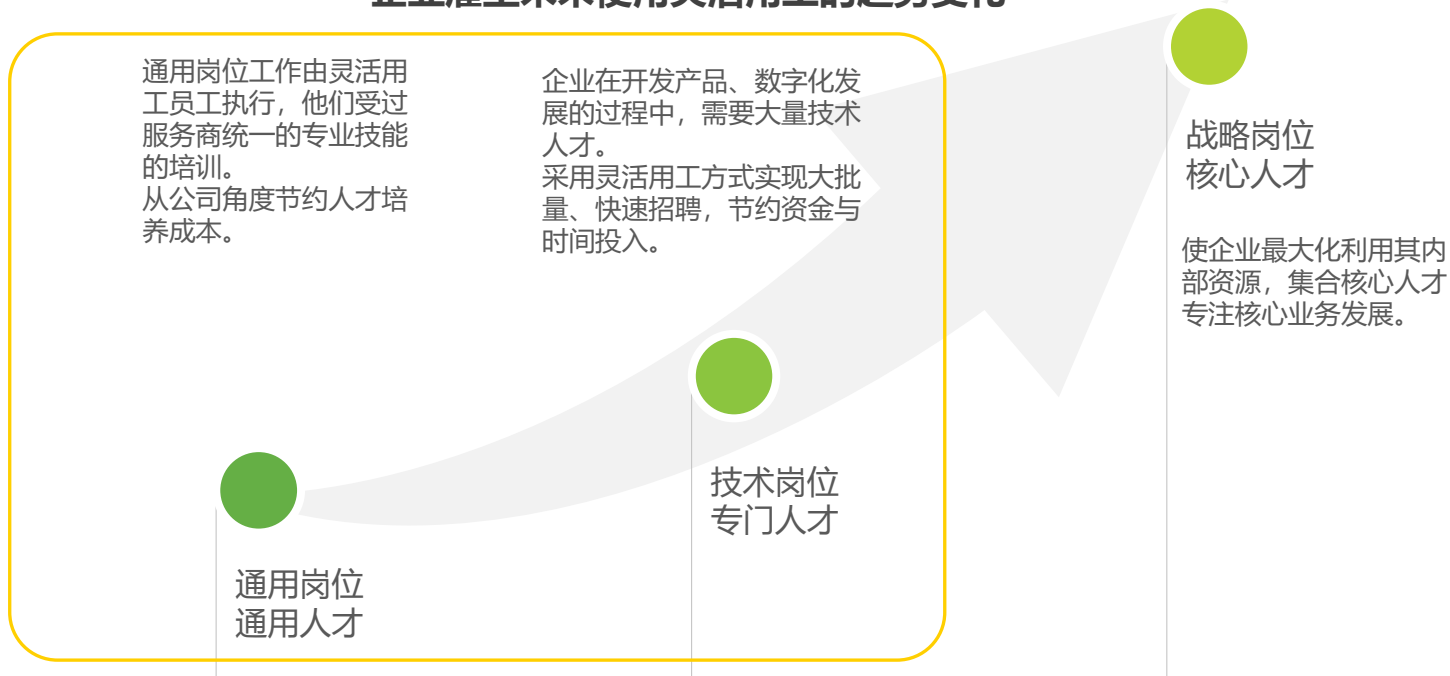 通用岗位工作由灵活用
工员工执行，他们受过
服务商统一的专业技能
的培训。
从公司角度节约人才培
养成本。
企业在开发产品、数字化发
展的过程中，需要大量技术
人才。
采用灵活用工方式实现大批
量、快速招聘，节约资金与
时间投入。
战略岗位
核心人才
使企业最大化利用其内
部资源，集合核心人才
专注核心业务发展。
技术岗位
专门人才
通用岗位
通用人才